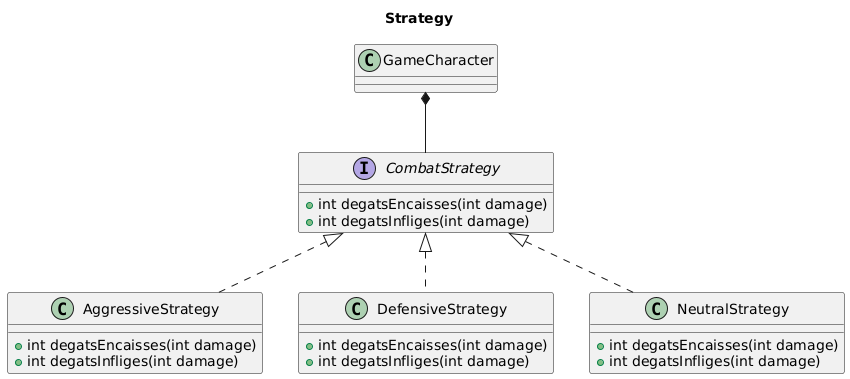 Strategy
C GameCharacter
I CombatStrategy
int degatsEncaisses(int damage)
int degatsInfliges(int damage)
C AggressiveStrategy
int degatsEncaisses(int damage)
int degatsInfliges(int damage)
C DefensiveStrategy
int degatsEncaisses(int damage)
int degatsInfliges(int damage)
C NeutralStrategy
int degatsEncaisses(int damage)
int degatsInfliges(int damage)